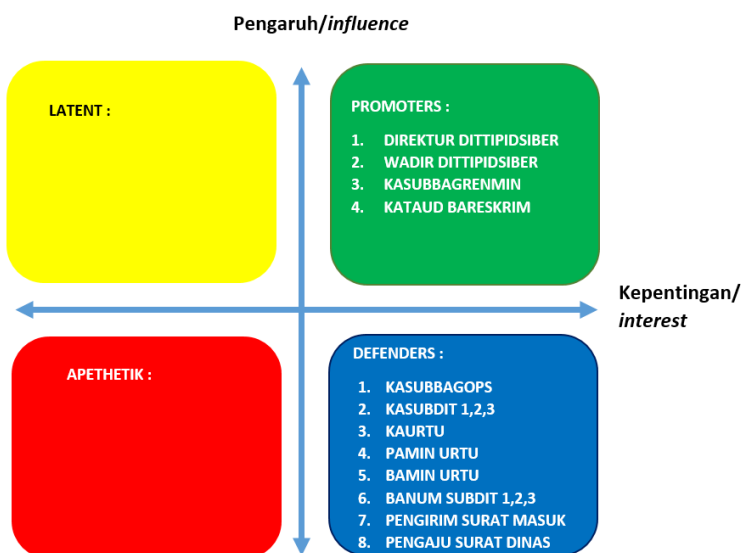 Pengaruh/influence
LATENT :
PROMOTERS :
1. DIREKTUR DITTIPIDSIBER
2. WADIR DITTIPIDSIBER
3. KASUBBAGRENMIN
4. KATAUD BARESKRIM
Kepentingan/
interest
APETHETIK :
DEFENDERS :
1. KASUBBAGOPS
2. KASUBDIT 1,2,3
3. KAURTU
4. PAMIN URTU
5. BAMIN URTU
6. BANUM SUBDIT 1,2,3
7. PENGIRIM SURAT MASUK
8. PENGAJU SURAT DINAS